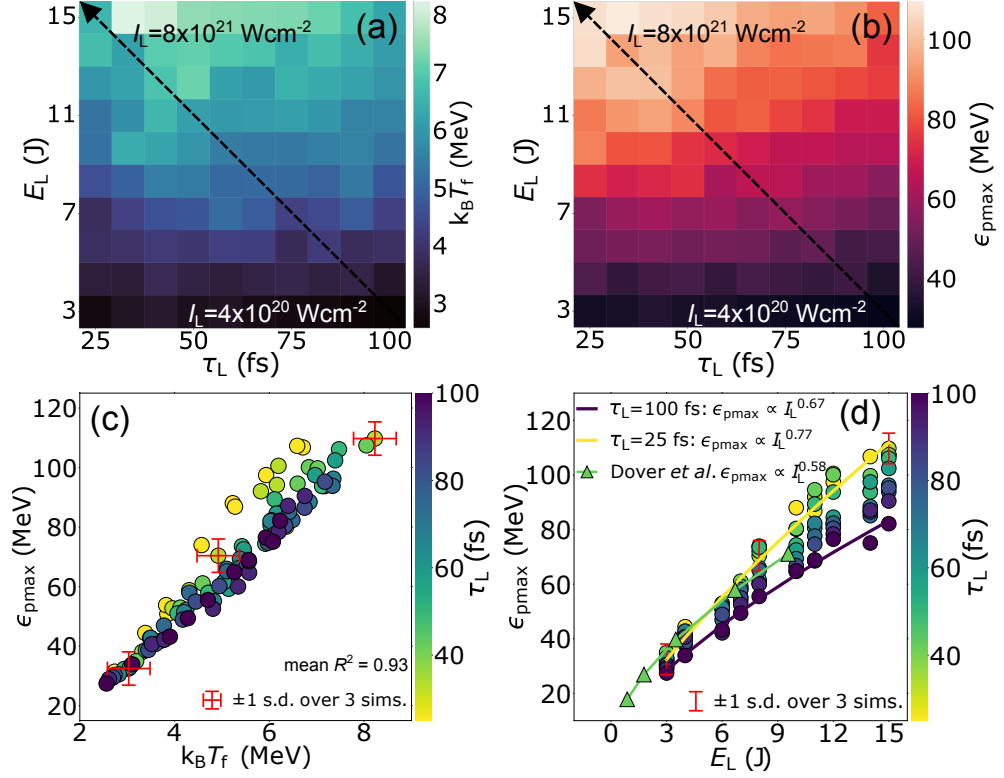 (a)
I_L=8x10^21 Wcm^-2
I_L=4x10^20 Wcm^-2
15
11
7
3
E_L (J)
25
50
75
100
τ_L (fs)
8
7
6
5
4
3
k_B T_f (MeV)
(b)
I_L=8x10^21 Wcm^-2
I_L=4x10^20 Wcm^-2
15
11
7
3
E_L (J)
25
50
75
100
τ_L (fs)
100
80
60
40
ϵ_pmax (MeV)
(c)
120
100
80
60
40
20
ϵ_pmax (MeV)
2
4
6
8
k_B T_f (MeV)
mean R^2 = 0.93
±1 s.d. over 3 sims.
100
80
60
40
τ_L (fs)
(d)
τ_L=100 fs: ϵ_pmax ∝ I_L^0.67
τ_L=25 fs: ϵ_pmax ∝ I_L^0.77
Dover et al. ϵ_pmax ∝ I_L^0.58
120
100
80
60
40
20
ϵ_pmax (MeV)
0
3
6
9
12
15
E_L (J)
±1 s.d. over 3 sims.
100
80
60
40
τ_L (fs)